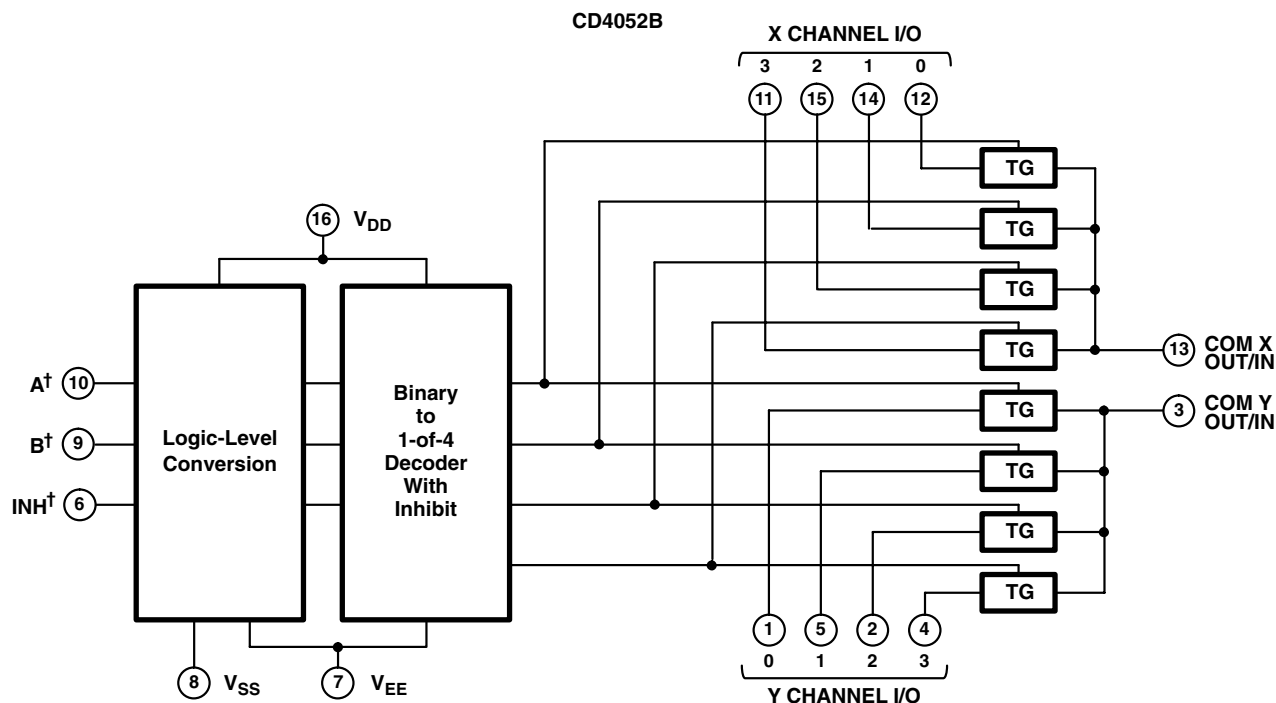 CD4052B
X CHANNEL I/O
3 2 1 0
11 15 14 12
TG
16 VDD
TG
TG
TG
13 COM X
OUT/IN
A† 10
TG
3 COM Y
OUT/IN
B† 9
Logic-Level
Conversion
Binary
to
1-of-4
Decoder
With
Inhibit
TG
INH† 6
TG
TG
1 5 2 4
0 1 2 3
8 VSS
7 VEE
Y CHANNEL I/O